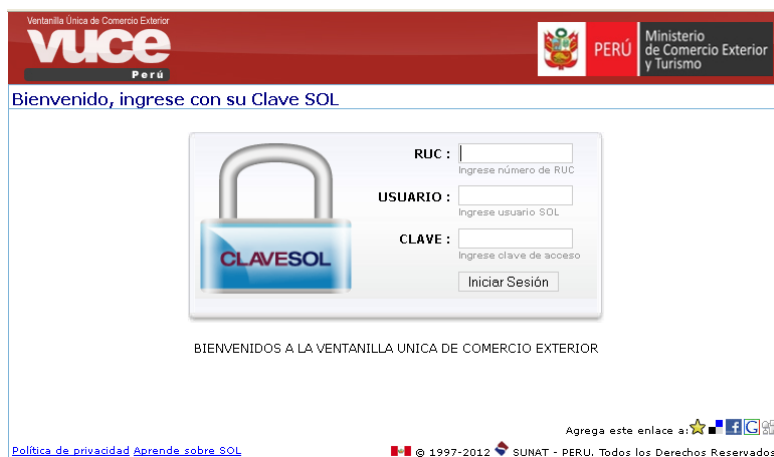 Ventanilla Única de Comercio Exterior
vuce
Perú
PERÚ
Ministerio
de Comercio Exterior
y Turismo
Bienvenido, ingrese con su Clave SOL
CLAVESOL
RUC :
Ingrese número de RUC
USUARIO :
Ingrese usuario SOL
CLAVE :
Ingrese clave de acceso
Iniciar Sesión
BIENVENIDOS A LA VENTANILLA UNICA DE COMERCIO EXTERIOR
Agrega este enlace a:
Política de privacidad Aprende sobre SOL
© 1997-2012 SUNAT - PERU. Todos los Derechos Reservados